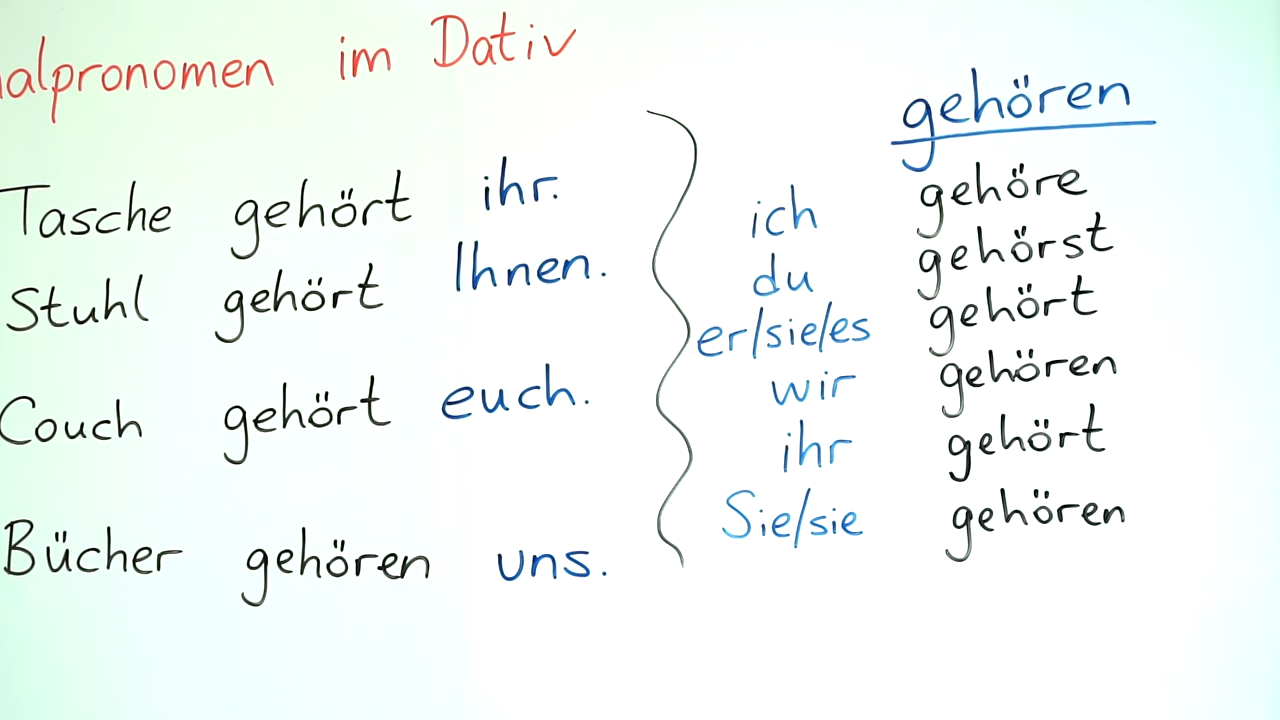 alpronomen im Dativ
Tasche gehört ihr.
Stuhl gehört Ihnen.
Couch gehört euch.
Bücher gehören uns.
gehören
ich gehöre
du gehörst
er/sie/es gehört
wir gehören
ihr gehört
Sie/sie gehören